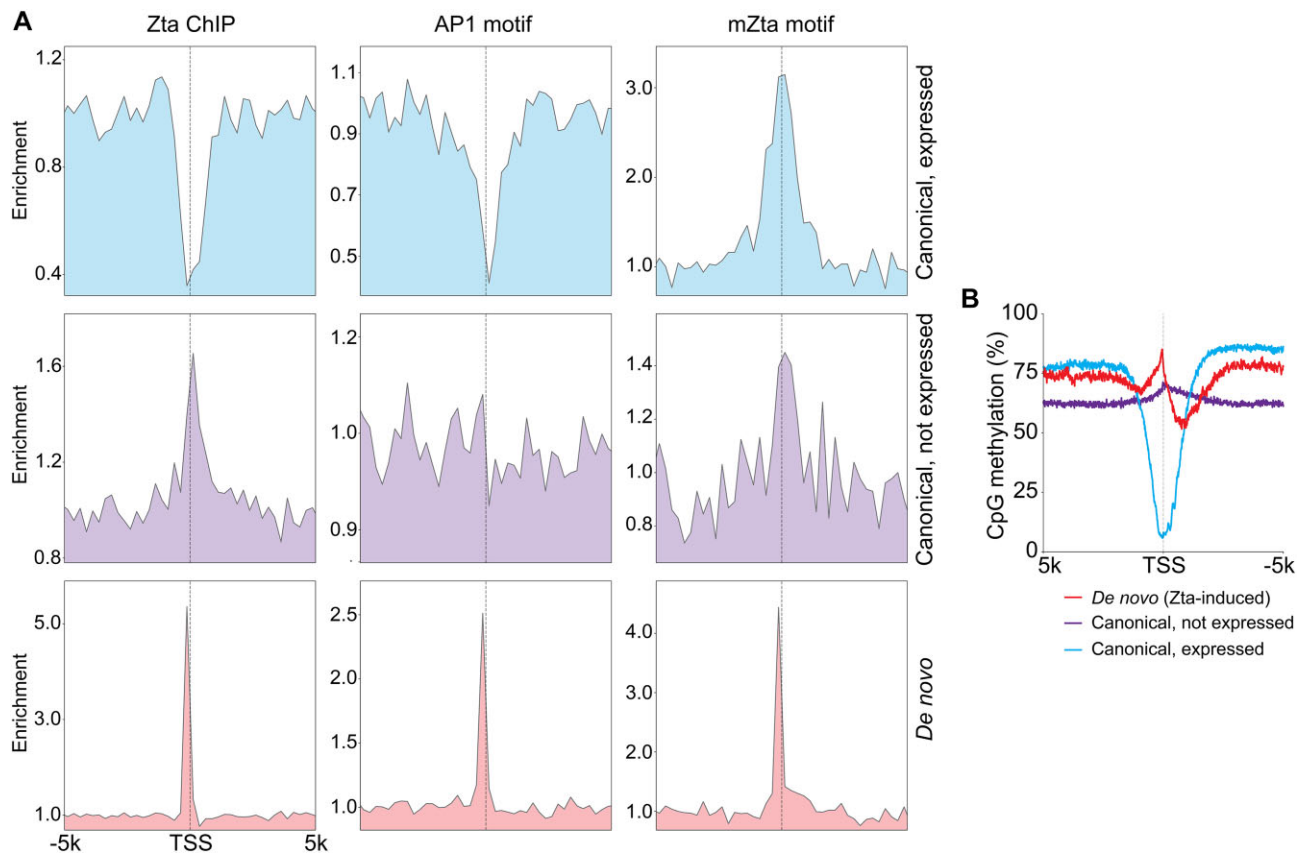 A
Zta ChIP
AP1 motif
mZta motif
1.2
0.8
0.4
Enrichment
1.1
0.9
0.7
0.5
3.0
2.0
1.0
Canonical, expressed
1.6
1.2
0.8
Enrichment
1.2
1.0
0.9
1.4
1.2
1.0
0.8
Canonical, not expressed
5.0
3.0
1.0
Enrichment
2.5
2.0
1.5
1.0
4.0
3.0
2.0
1.0
De novo
-5k
TSS
5k
B
100
75
50
25
0
CpG methylation (%)
5k
TSS
-5k
De novo (Zta-induced)
Canonical, not expressed
Canonical, expressed